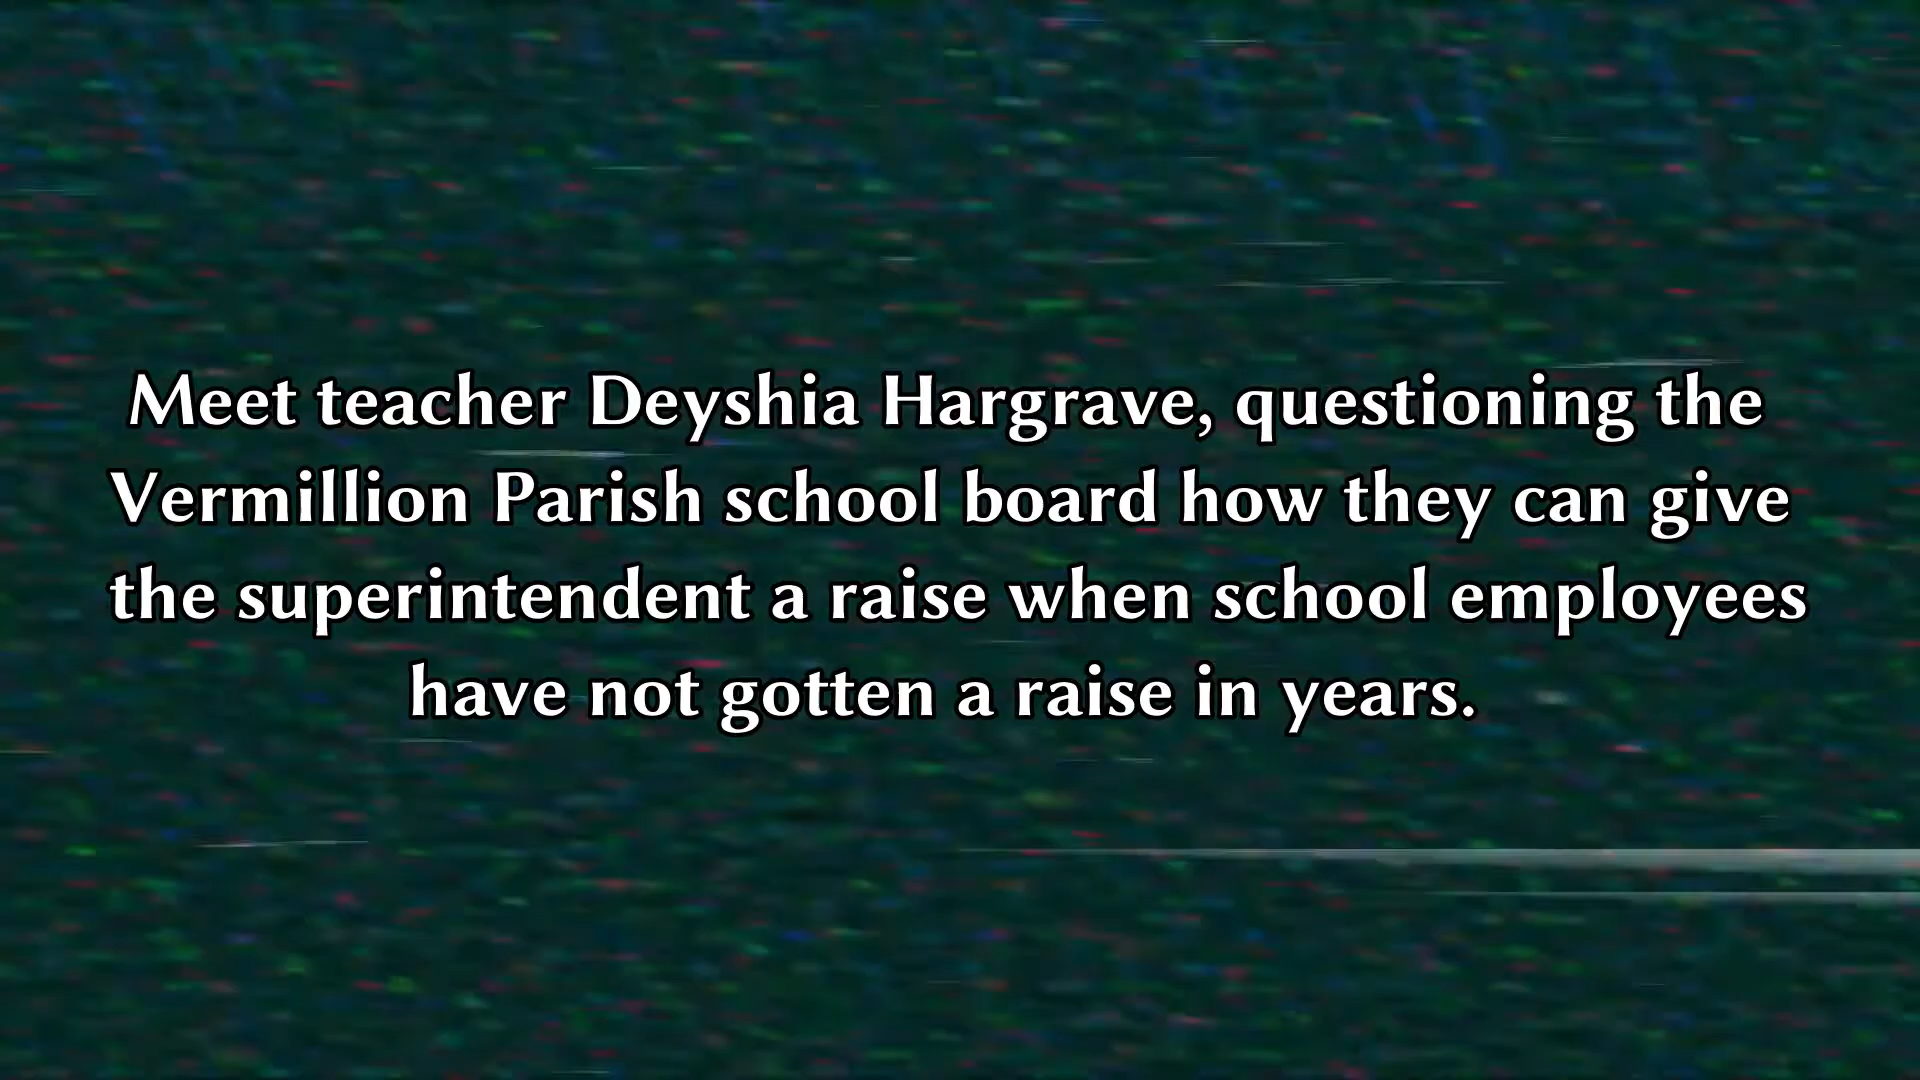 Meet teacher Deyshia Hargrave, questioning the
Vermillion Parish school board how they can give
the superintendent a raise when school employees
have not gotten a raise in years.